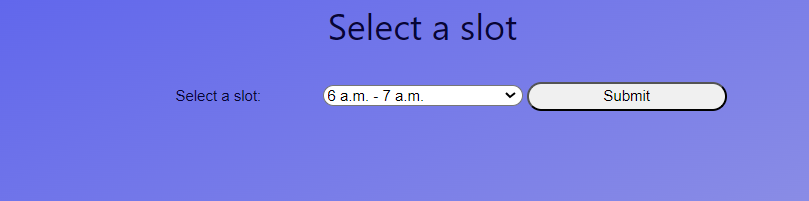 Select a slot
Select a slot: 6 a.m. - 7 a.m. Submit